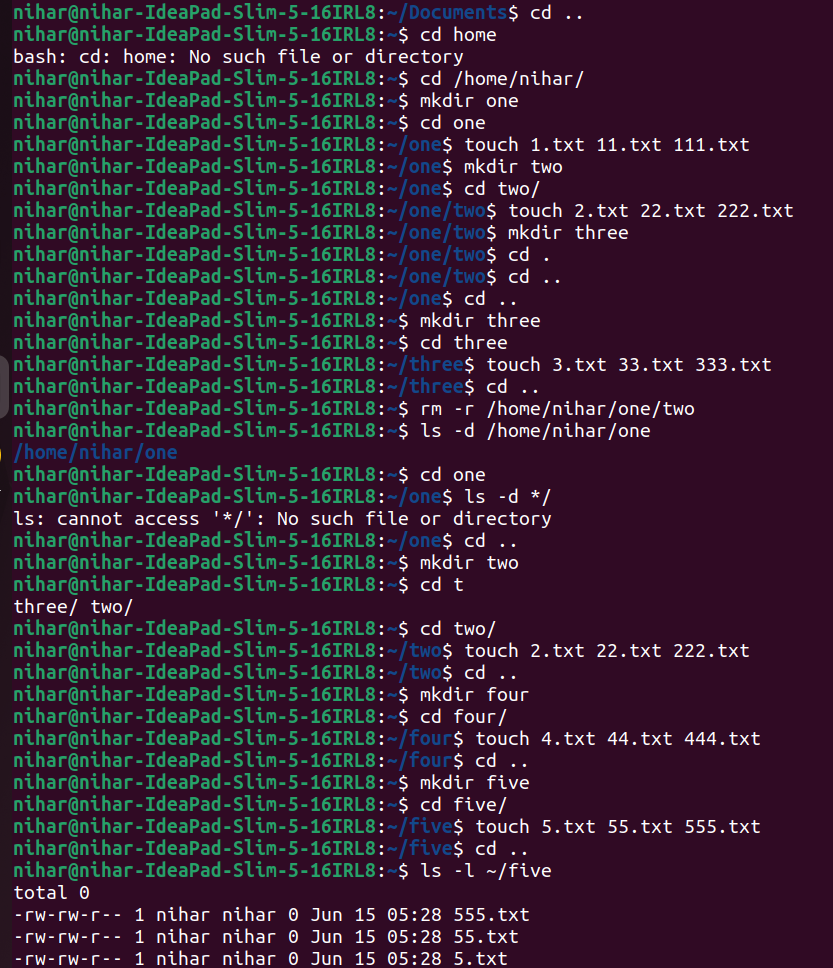 nihar@nihar-IdeaPad-Slim-5-16IRL8:~/Documents$ cd ..
nihar@nihar-IdeaPad-Slim-5-16IRL8:~$ cd home
bash: cd: home: No such file or directory
nihar@nihar-IdeaPad-Slim-5-16IRL8:~$ cd /home/nihar/
nihar@nihar-IdeaPad-Slim-5-16IRL8:~$ mkdir one
nihar@nihar-IdeaPad-Slim-5-16IRL8:~$ cd one
nihar@nihar-IdeaPad-Slim-5-16IRL8:~/one$ touch 1.txt 11.txt 111.txt
nihar@nihar-IdeaPad-Slim-5-16IRL8:~/one$ mkdir two
nihar@nihar-IdeaPad-Slim-5-16IRL8:~/one$ cd two/
nihar@nihar-IdeaPad-Slim-5-16IRL8:~/one/two$ touch 2.txt 22.txt 222.txt
nihar@nihar-IdeaPad-Slim-5-16IRL8:~/one/two$ mkdir three
nihar@nihar-IdeaPad-Slim-5-16IRL8:~/one/two$ cd .
nihar@nihar-IdeaPad-Slim-5-16IRL8:~/one/two$ cd ..
nihar@nihar-IdeaPad-Slim-5-16IRL8:~/one$ cd ..
nihar@nihar-IdeaPad-Slim-5-16IRL8:~$ mkdir three
nihar@nihar-IdeaPad-Slim-5-16IRL8:~$ cd three
nihar@nihar-IdeaPad-Slim-5-16IRL8:~/three$ touch 3.txt 33.txt 333.txt
nihar@nihar-IdeaPad-Slim-5-16IRL8:~/three$ cd ..
nihar@nihar-IdeaPad-Slim-5-16IRL8:~$ rm -r /home/nihar/one/two
nihar@nihar-IdeaPad-Slim-5-16IRL8:~$ ls -d /home/nihar/one
/home/nihar/one
nihar@nihar-IdeaPad-Slim-5-16IRL8:~$ cd one
nihar@nihar-IdeaPad-Slim-5-16IRL8:~/one$ ls -d */
ls: cannot access '*/': No such file or directory
nihar@nihar-IdeaPad-Slim-5-16IRL8:~/one$ cd ..
nihar@nihar-IdeaPad-Slim-5-16IRL8:~$ mkdir two
nihar@nihar-IdeaPad-Slim-5-16IRL8:~$ cd t
three/ two/
nihar@nihar-IdeaPad-Slim-5-16IRL8:~$ cd two/
nihar@nihar-IdeaPad-Slim-5-16IRL8:~/two$ touch 2.txt 22.txt 222.txt
nihar@nihar-IdeaPad-Slim-5-16IRL8:~/two$ cd ..
nihar@nihar-IdeaPad-Slim-5-16IRL8:~$ mkdir four
nihar@nihar-IdeaPad-Slim-5-16IRL8:~$ cd four/
nihar@nihar-IdeaPad-Slim-5-16IRL8:~/four$ touch 4.txt 44.txt 444.txt
nihar@nihar-IdeaPad-Slim-5-16IRL8:~/four$ cd ..
nihar@nihar-IdeaPad-Slim-5-16IRL8:~$ mkdir five
nihar@nihar-IdeaPad-Slim-5-16IRL8:~$ cd five/
nihar@nihar-IdeaPad-Slim-5-16IRL8:~/five$ touch 5.txt 55.txt 555.txt
nihar@nihar-IdeaPad-Slim-5-16IRL8:~/five$ cd ..
nihar@nihar-IdeaPad-Slim-5-16IRL8:~$ ls -l ~/five
total 0
-rw-rw-r-- 1 nihar nihar 0 Jun 15 05:28 555.txt
-rw-rw-r-- 1 nihar nihar 0 Jun 15 05:28 55.txt
-rw-rw-r-- 1 nihar nihar 0 Jun 15 05:28 5.txt